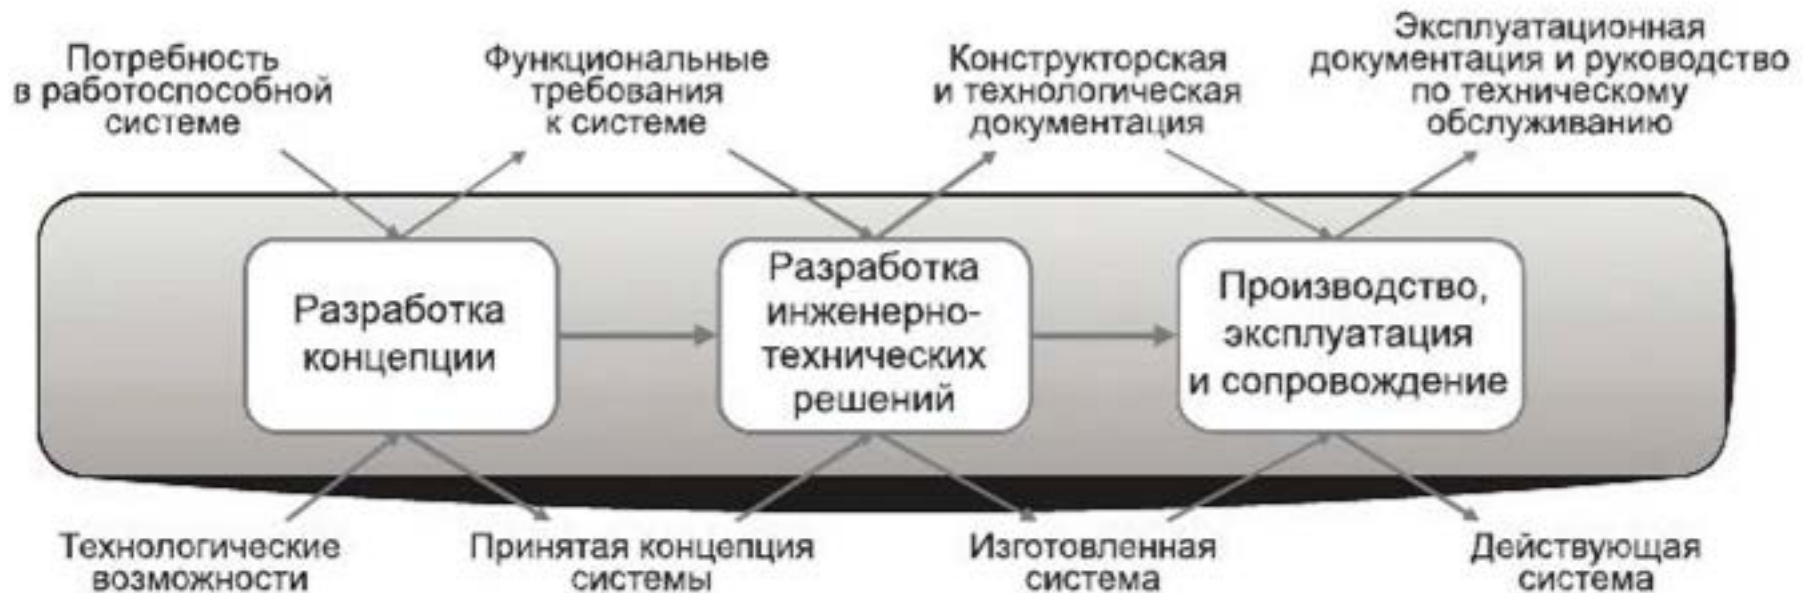 Потребность
в работоспособной
системе
Функциональные
требования
к системе
Конструкторская
и технологическая
документация
Эксплуатационная
документация и руководство
по техническому
обслуживанию
Разработка
концепции
Разработка
инженерно-
технических
решений
Производство,
эксплуатация
и сопровождение
Технологические
возможности
Принятая концепция
системы
Изготовленная
система
Действующая
система